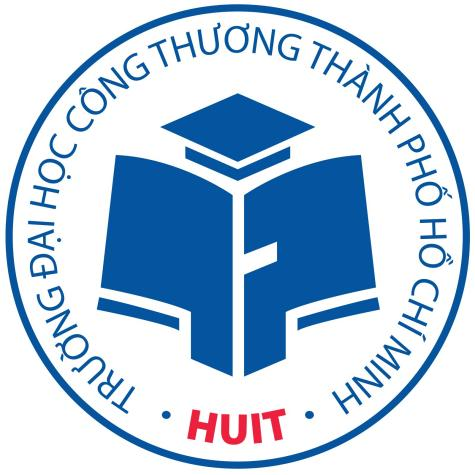 TRƯỜNG ĐẠI HỌC CÔNG THƯƠNG THÀNH PHỐ HỒ CHÍ MINH
• HUIT •